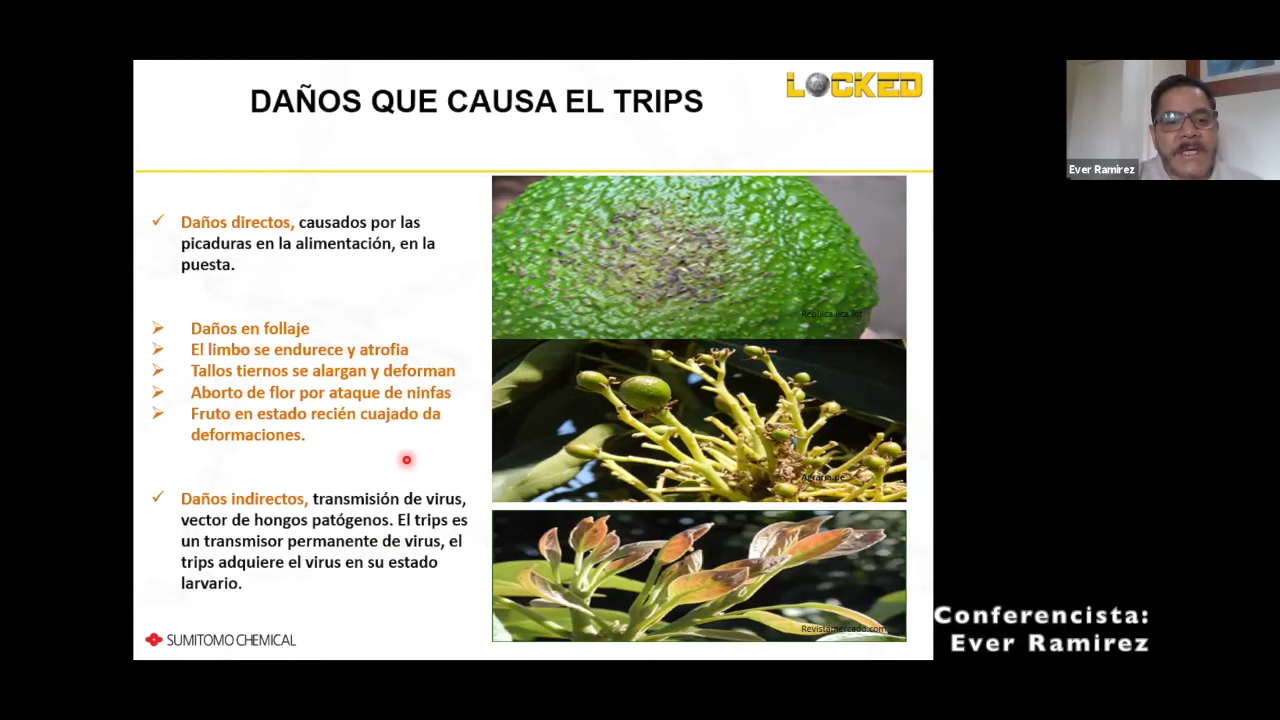 DAÑOS QUE CAUSA EL TRIPS
LOCKED
Ever Ramirez
Daños directos, causados por las
picaduras en la alimentación, en la
puesta.
Daños en follaje
El limbo se endurece y atrofia
Tallos tiernos se alargan y deforman
Aborto de flor por ataque de ninfas
Fruto en estado recién cuajado da
deformaciones.
Daños indirectos, transmisión de virus,
vector de hongos patógenos. El trips es
un transmisor permanente de virus, el
trips adquiere el virus en su estado
larvario.
Agraria.pe
Revistamercado.com
SUMITOMO CHEMICAL
Conferencista:
Ever Ramirez